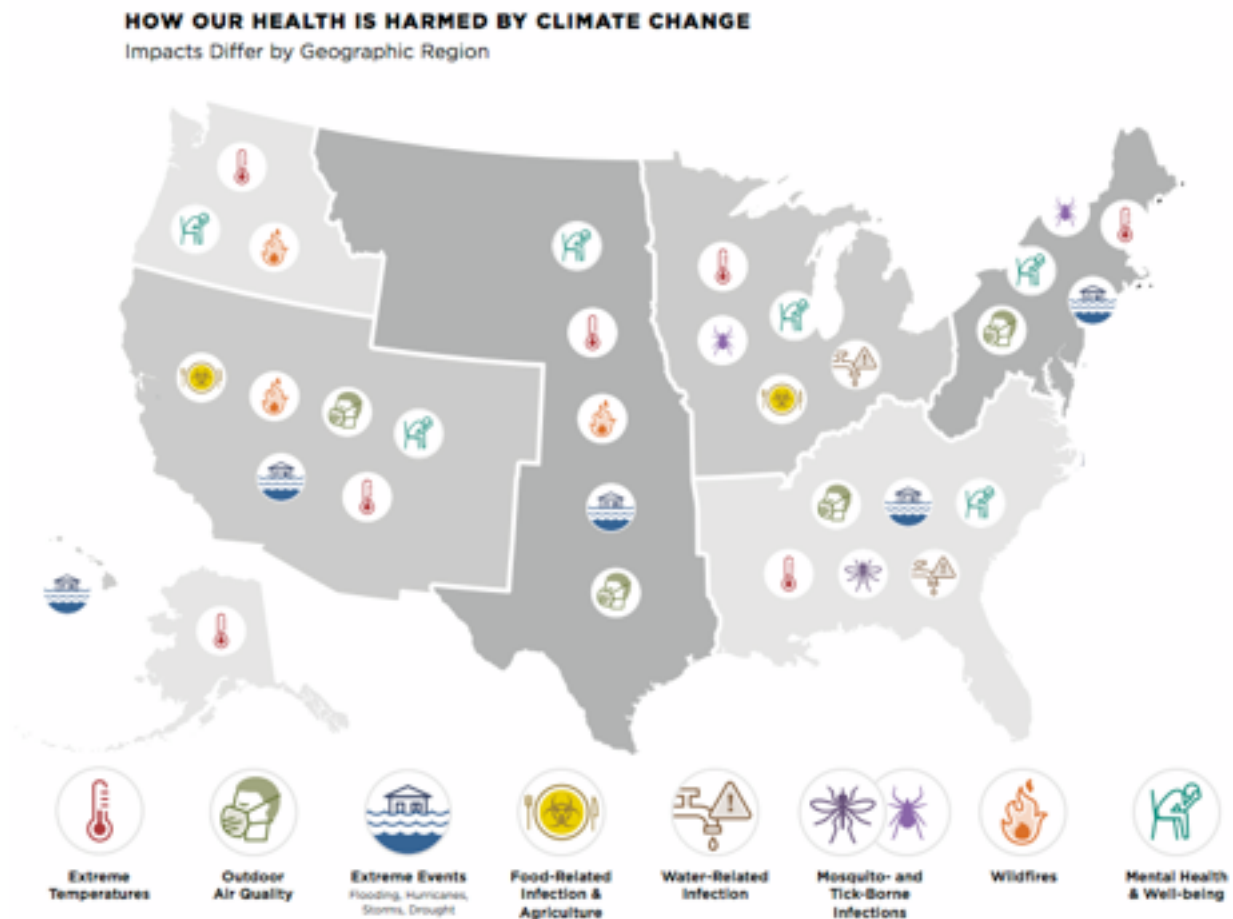 HOW OUR HEALTH IS HARMED BY CLIMATE CHANGE
Impacts Differ by Geographic Region
Extreme
Temperatures
Outdoor
Air Quality
Extreme Events
Flooding, Hurricanes,
Storms, Drought
Food-Related
Infection &
Agriculture
Water-Related
Infection
Mosquito- and
Tick-Borne
Infections
Wildfires
Mental Health
& Well-being